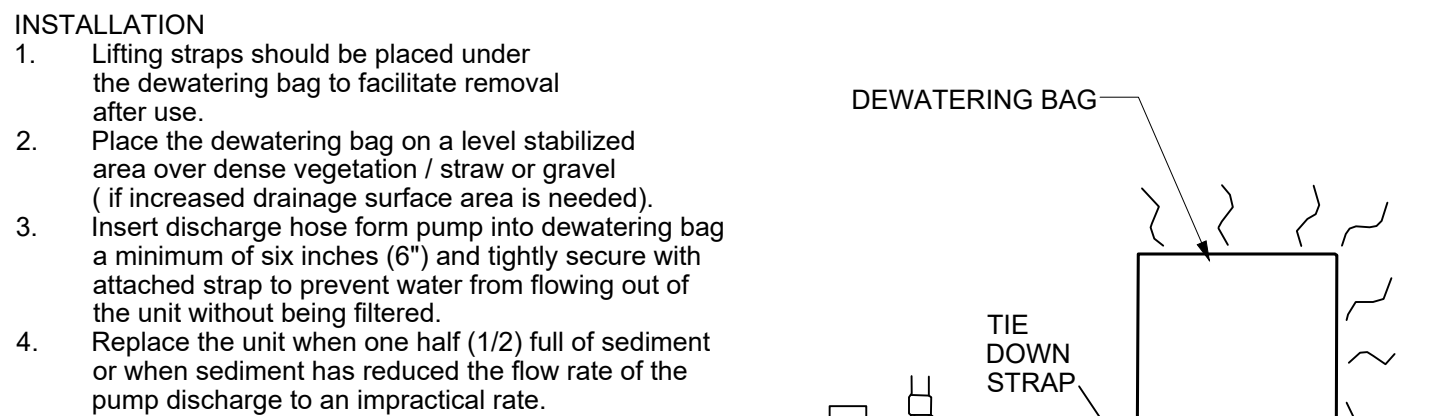 INSTALLATION
1. Lifting straps should be placed under
the dewatering bag to facilitate removal
after use.
2. Place the dewatering bag on a level stabilized
area over dense vegetation / straw or gravel
( if increased drainage surface area is needed).
3. Insert discharge hose form pump into dewatering bag
a minimum of six inches (6") and tightly secure with
attached strap to prevent water from flowing out of
the unit without being filtered.
4. Replace the unit when one half (1/2) full of sediment
or when sediment has reduced the flow rate of the
pump discharge to an impractical rate.
DEWATERING BAG
TIE
DOWN
STRAP